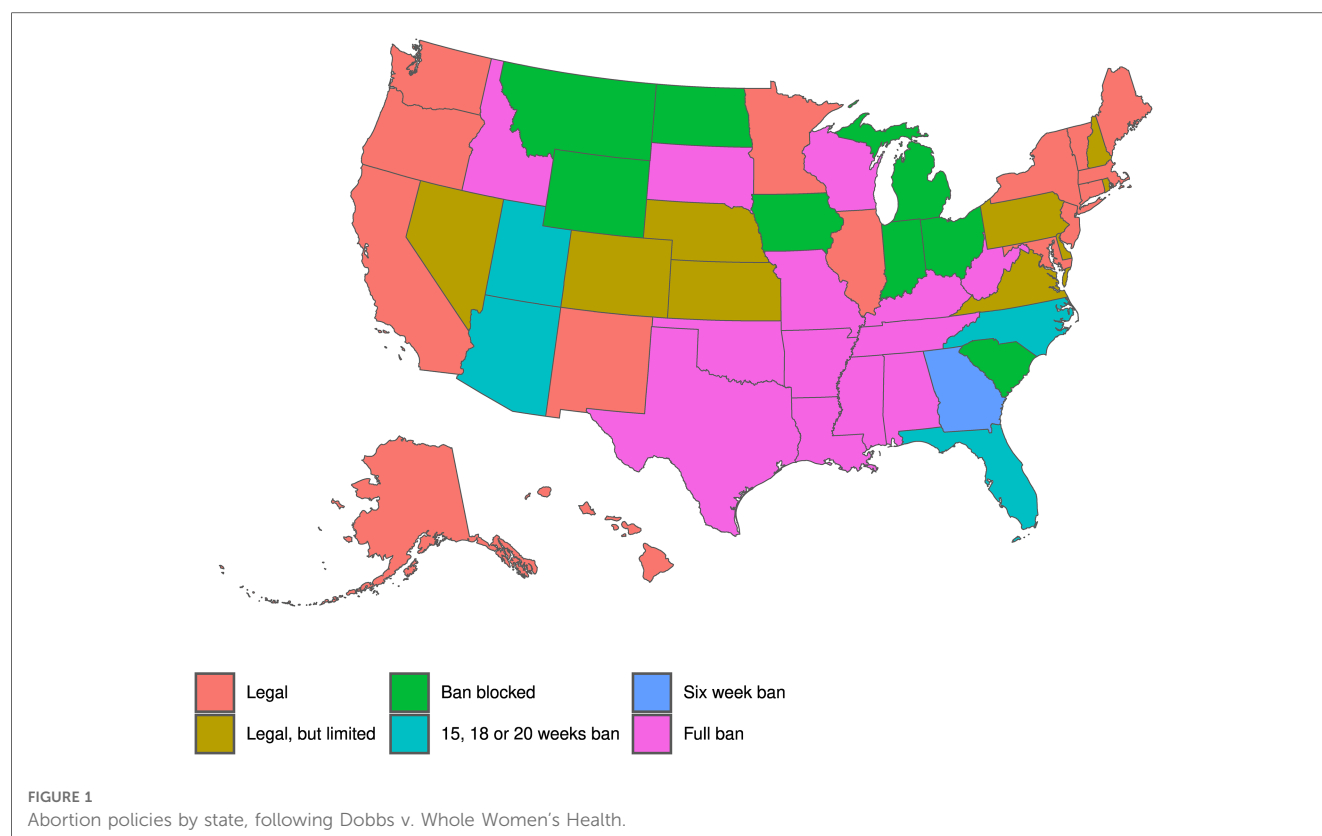 Legal
Ban blocked
Six week ban
Legal, but limited
15, 18 or 20 weeks ban
Full ban
FIGURE 1
Abortion policies by state, following Dobbs v. Whole Women's Health.